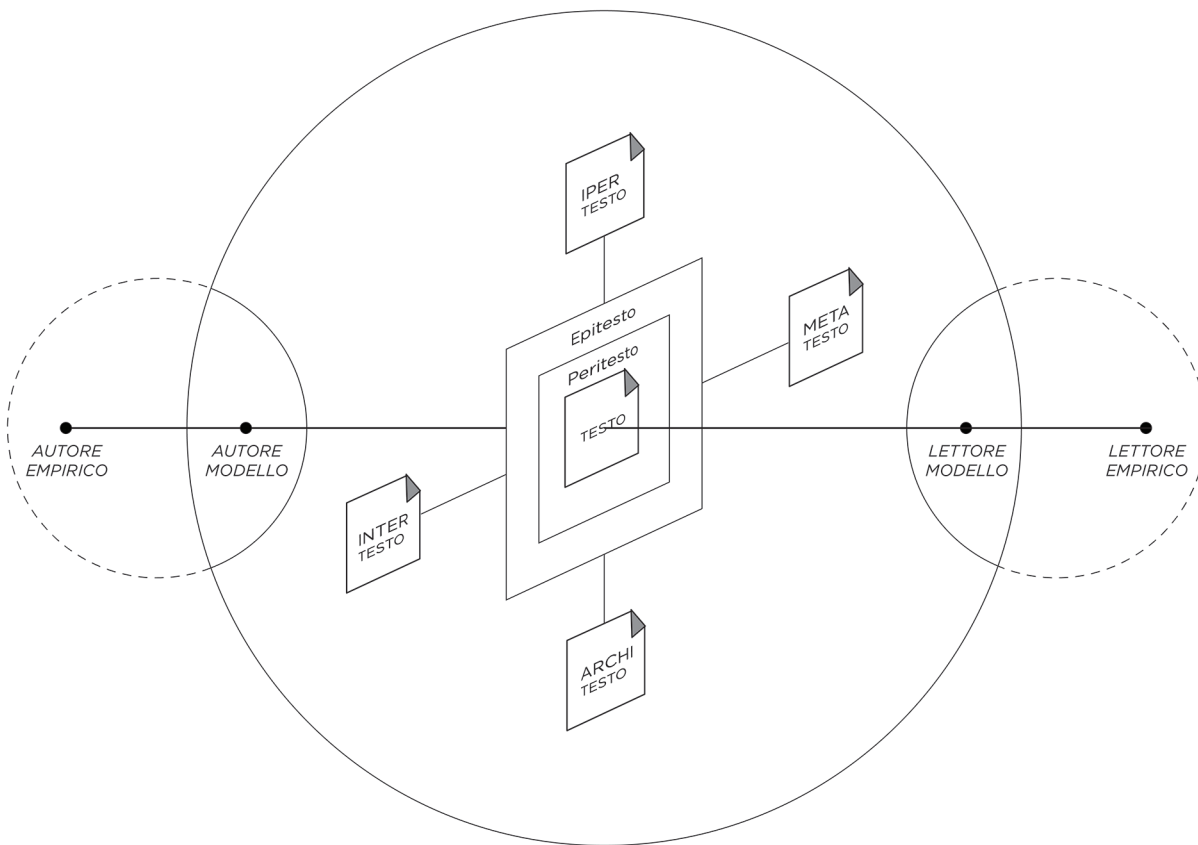 IPER
TESTO
META
TESTO
Epitesto
Peritesto
TESTO
AUTORE
EMPIRICO
AUTORE
MODELLO
LETTORE
MODELLO
LETTORE
EMPIRICO
INTER
TESTO
ARCHI
TESTO